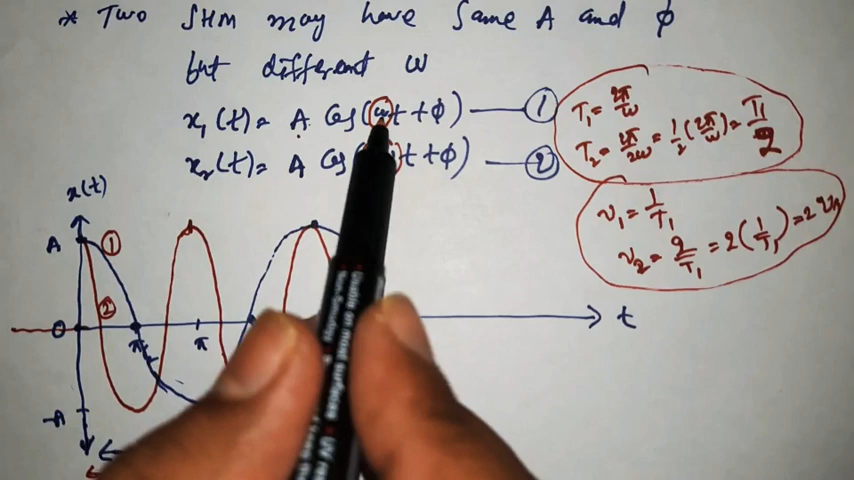 * Two SHM may have same A and ϕ
but different ω
x₁(t) = A Cos(ωt + ϕ) — ①
x₂(t) = A Cos( t + ϕ) — ②
T₁ = 2π/ω
T₂ = 2π/2ω = 1/2 (2π/ω) = T₁/2
ν₁ = 1/T₁
ν₂ = 2/T₁ = 2(1/T₁) = 2ν₁
x(t)
A ①
②
O π/2 π t
-A